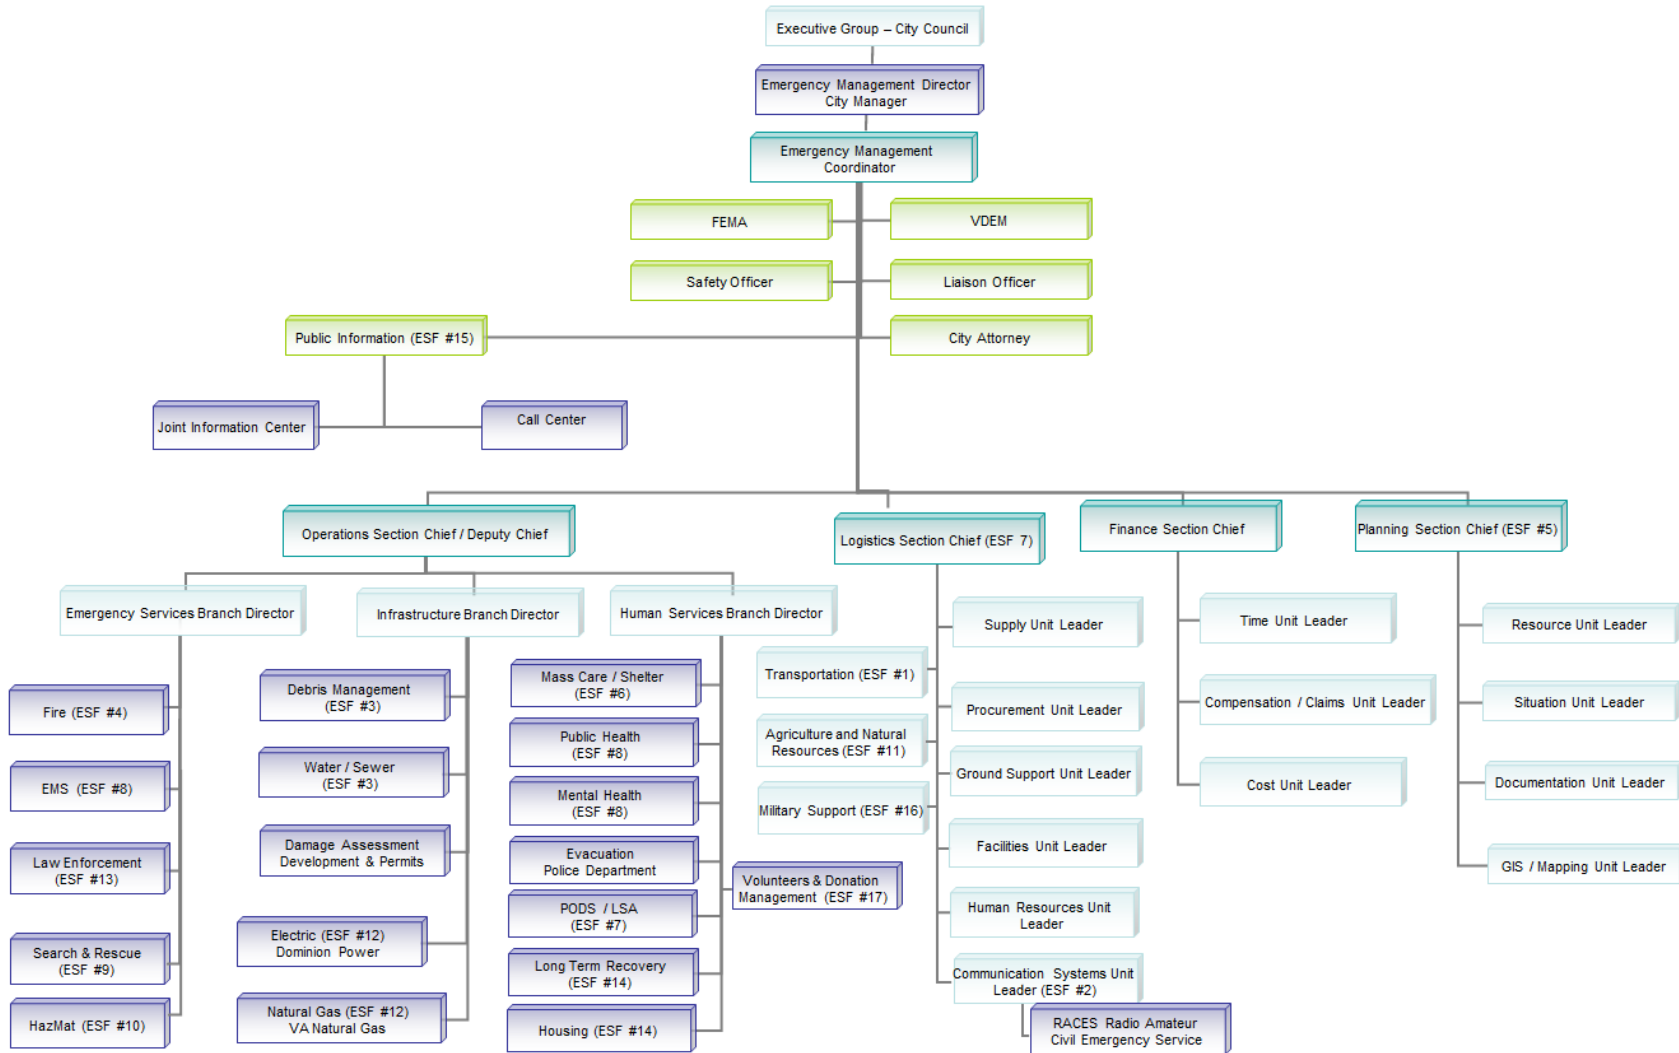 Executive Group – City Council
Emergency Management Director
City Manager
Emergency Management
Coordinator
FEMA
VDEM
Safety Officer
Liaison Officer
Public Information (ESF #15)
City Attorney
Joint Information Center
Call Center
Operations Section Chief / Deputy Chief
Logistics Section Chief (ESF 7)
Finance Section Chief
Planning Section Chief (ESF #5)
Emergency Services Branch Director
Infrastructure Branch Director
Human Services Branch Director
Fire (ESF #4)
EMS (ESF #8)
Law Enforcement
(ESF #13)
Search & Rescue
(ESF #9)
HazMat (ESF #10)
Debris Management
(ESF #3)
Water / Sewer
(ESF #3)
Damage Assessment
Development & Permits
Electric (ESF #12)
Dominion Power
Natural Gas (ESF #12)
VA Natural Gas
Mass Care / Shelter
(ESF #6)
Public Health
(ESF #8)
Mental Health
(ESF #8)
Evacuation
Police Department
PODS / LSA
(ESF #7)
Long Term Recovery
(ESF #14)
Housing (ESF #14)
Volunteers & Donation
Management (ESF #17)
Supply Unit Leader
Transportation (ESF #1)
Procurement Unit Leader
Agriculture and Natural
Resources (ESF #11)
Ground Support Unit Leader
Military Support (ESF #16)
Facilities Unit Leader
Human Resources Unit
Leader
Communication Systems Unit
Leader (ESF #2)
RACES Radio Amateur
Civil Emergency Service
Time Unit Leader
Compensation / Claims Unit Leader
Cost Unit Leader
Resource Unit Leader
Situation Unit Leader
Documentation Unit Leader
GIS / Mapping Unit Leader